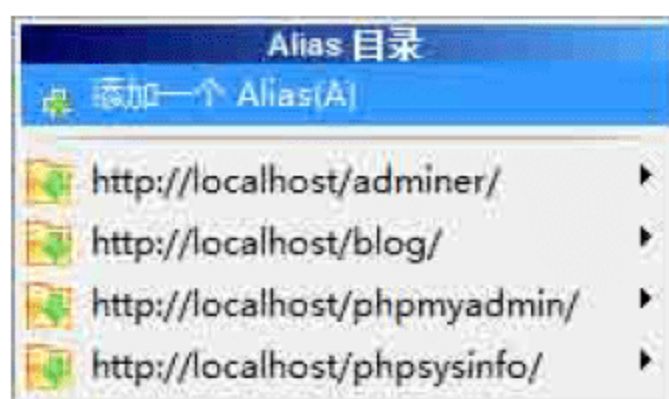 Alias 目录
添加一个 Alias(A)
http://localhost/adminer/
http://localhost/blog/
http://localhost/phpmyadmin/
http://localhost/phpsysinfo/